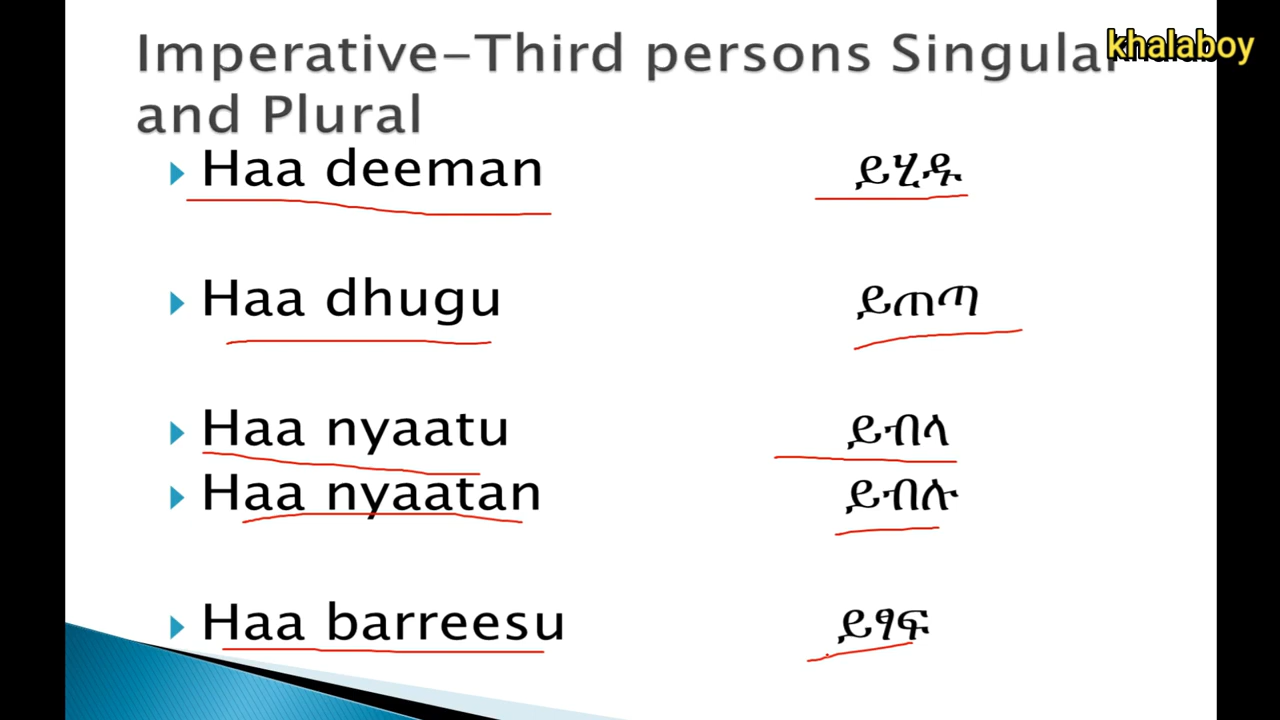 khalaboy
Imperative-Third persons Singular
and Plural
Haa deeman ይሂዱ
Haa dhugu ይጠጣ
Haa nyaatu ይብላ
Haa nyaatan ይብሉ
Haa barreesu ይፃፍ